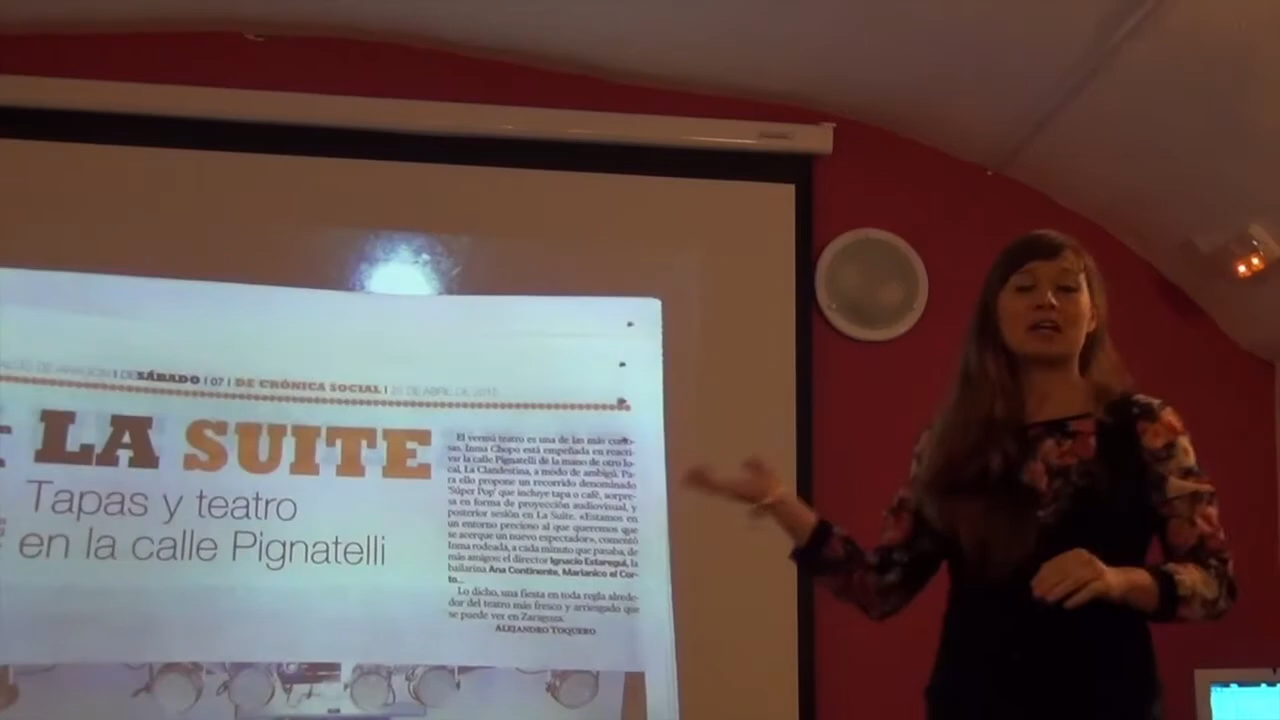 SÁBADO | 07 | DE CRÓNICA SOCIAL | 25 DE ABRIL DE 2015
LA SUITE
Tapas y teatro
en la calle Pignatelli
El vermú teatro es una de las más curio-
sas. Inma Chopo está empeñada en reacti-
var la calle Pignatelli de la mano de otro lo-
cal, La Clandestina, a modo de ambigú. Pa-
ra ello propone un recorrido denominado
'Súper Pop' que incluye tapa o café, sorpre-
sa en forma de proyección audiovisual, y
posterior sesión en La Suite. «Estamos en
un entorno precioso al que queremos que
se acerque un nuevo espectador», comentó
Inma rodeada, a cada minuto que pasaba, de
más amigos: el director Ignacio Estaregui, la
bailarina Ana Continente, Marianico el Cor-
to...
Lo dicho, una fiesta en toda regla alrede-
dor del teatro más fresco y arriesgado que
se puede ver en Zaragoza.
ALEJANDRO TOQUERO